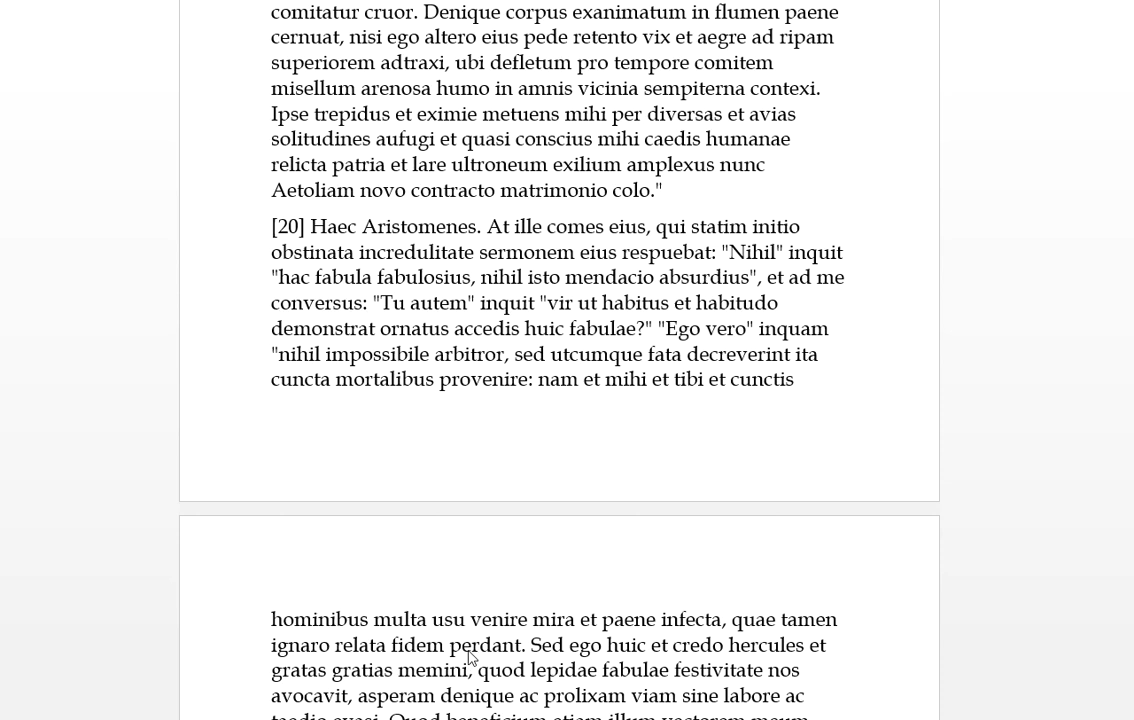 comitatur cruor. Denique corpus exanimatum in flumen paene
cernuat, nisi ego altero eius pede retento vix et aegre ad ripam
superiorem adtraxi, ubi defletum pro tempore comitem
misellum arenosa humo in amnis vicinia sempiterna contexi.
Ipse trepidus et eximie metuens mihi per diversas et avias
solitudines aufugi et quasi conscius mihi caedis humanae
relicta patria et lare ultroneum exilium amplexus nunc
Aetoliam novo contracto matrimonio colo."
[20] Haec Aristomenes. At ille comes eius, qui statim initio
obstinata incredulitate sermonem eius respuebat: "Nihil" inquit
"hac fabula fabulosius, nihil isto mendacio absurdius", et ad me
conversus: "Tu autem" inquit "vir ut habitus et habitudo
demonstrat ornatus accedis huic fabulae?" "Ego vero" inquam
"nihil impossibile arbitror, sed utcumque fata decreverint ita
cuncta mortalibus provenire: nam et mihi et tibi et cunctis
hominibus multa usu venire mira et paene infecta, quae tamen
ignaro relata fidem perdant. Sed ego huic et credo hercules et
gratas gratias memini, quod lepidae fabulae festivitate nos
avocavit, asperam denique ac prolixam viam sine labore ac
taedio evasi. Quod beneficium etiam illum vectorem meum